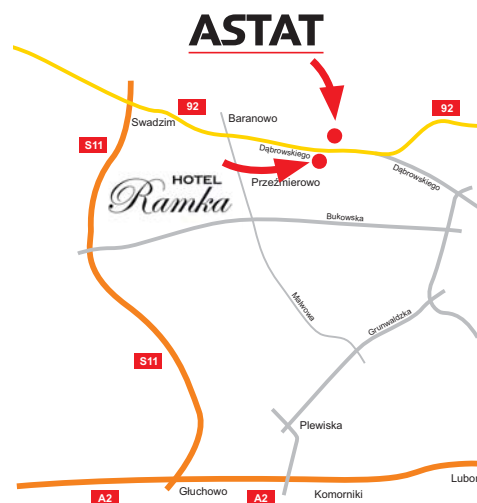 ASTAT
92
92
Swadzim
Baranowo
S11
Dąbrowskiego
Dąbrowskiego
HOTEL
Ramka
Przeźmierowo
Bukowska
Malwowa
Grunwaldzka
S11
Plewiska
Głuchowo
Komorniki
Lubon
A2
A2